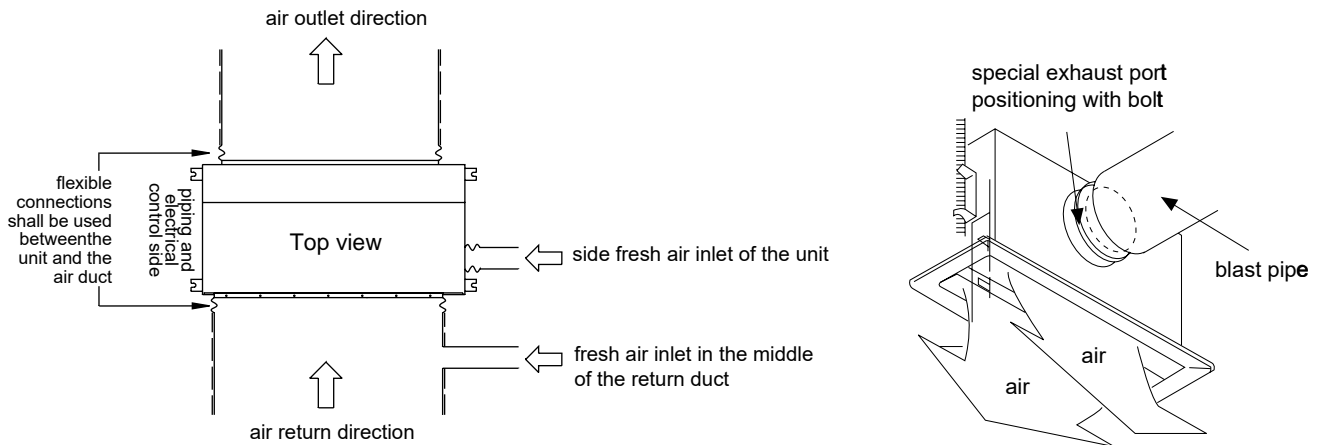 air outlet direction
flexible
connections
shall be used
betweenthe
unit and the
air duct
piping and
electrical
control side
Top view
side fresh air inlet of the unit
fresh air inlet in the middle
of the return duct
air return direction
special exhaust port
positioning with bolt
blast pipe
air
air